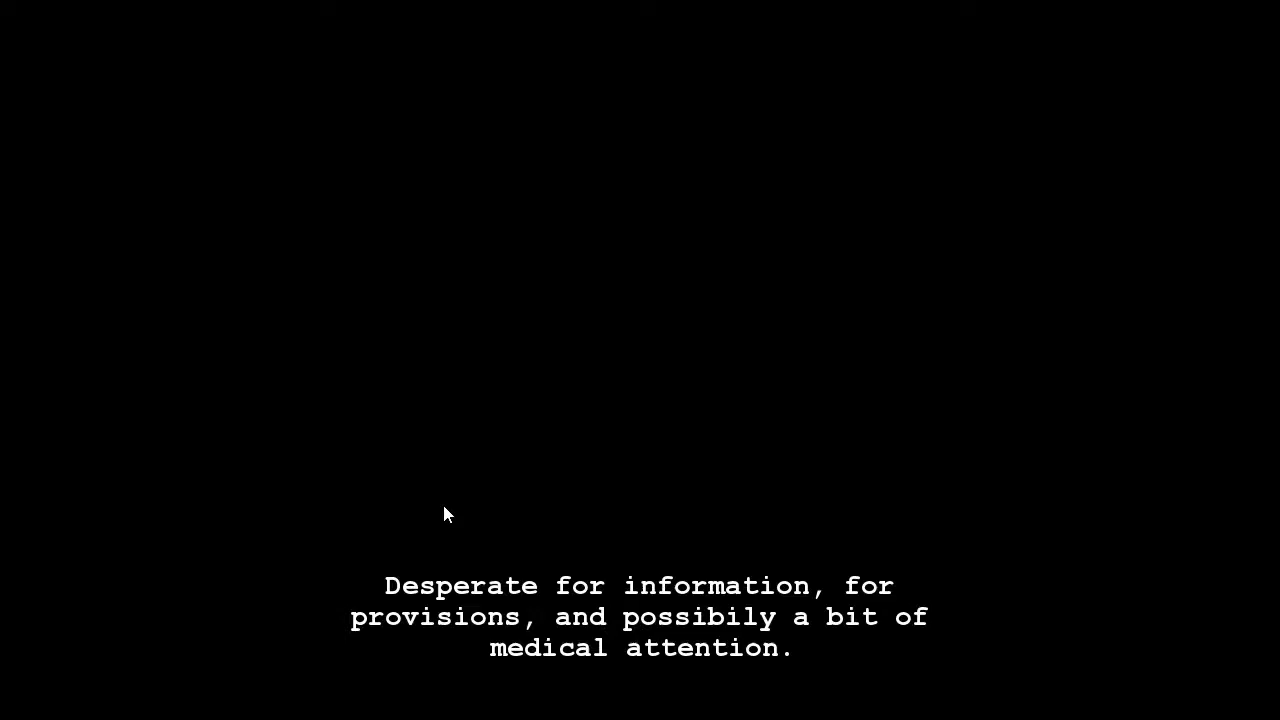 Desperate for information, for
provisions, and possibily a bit of
medical attention.